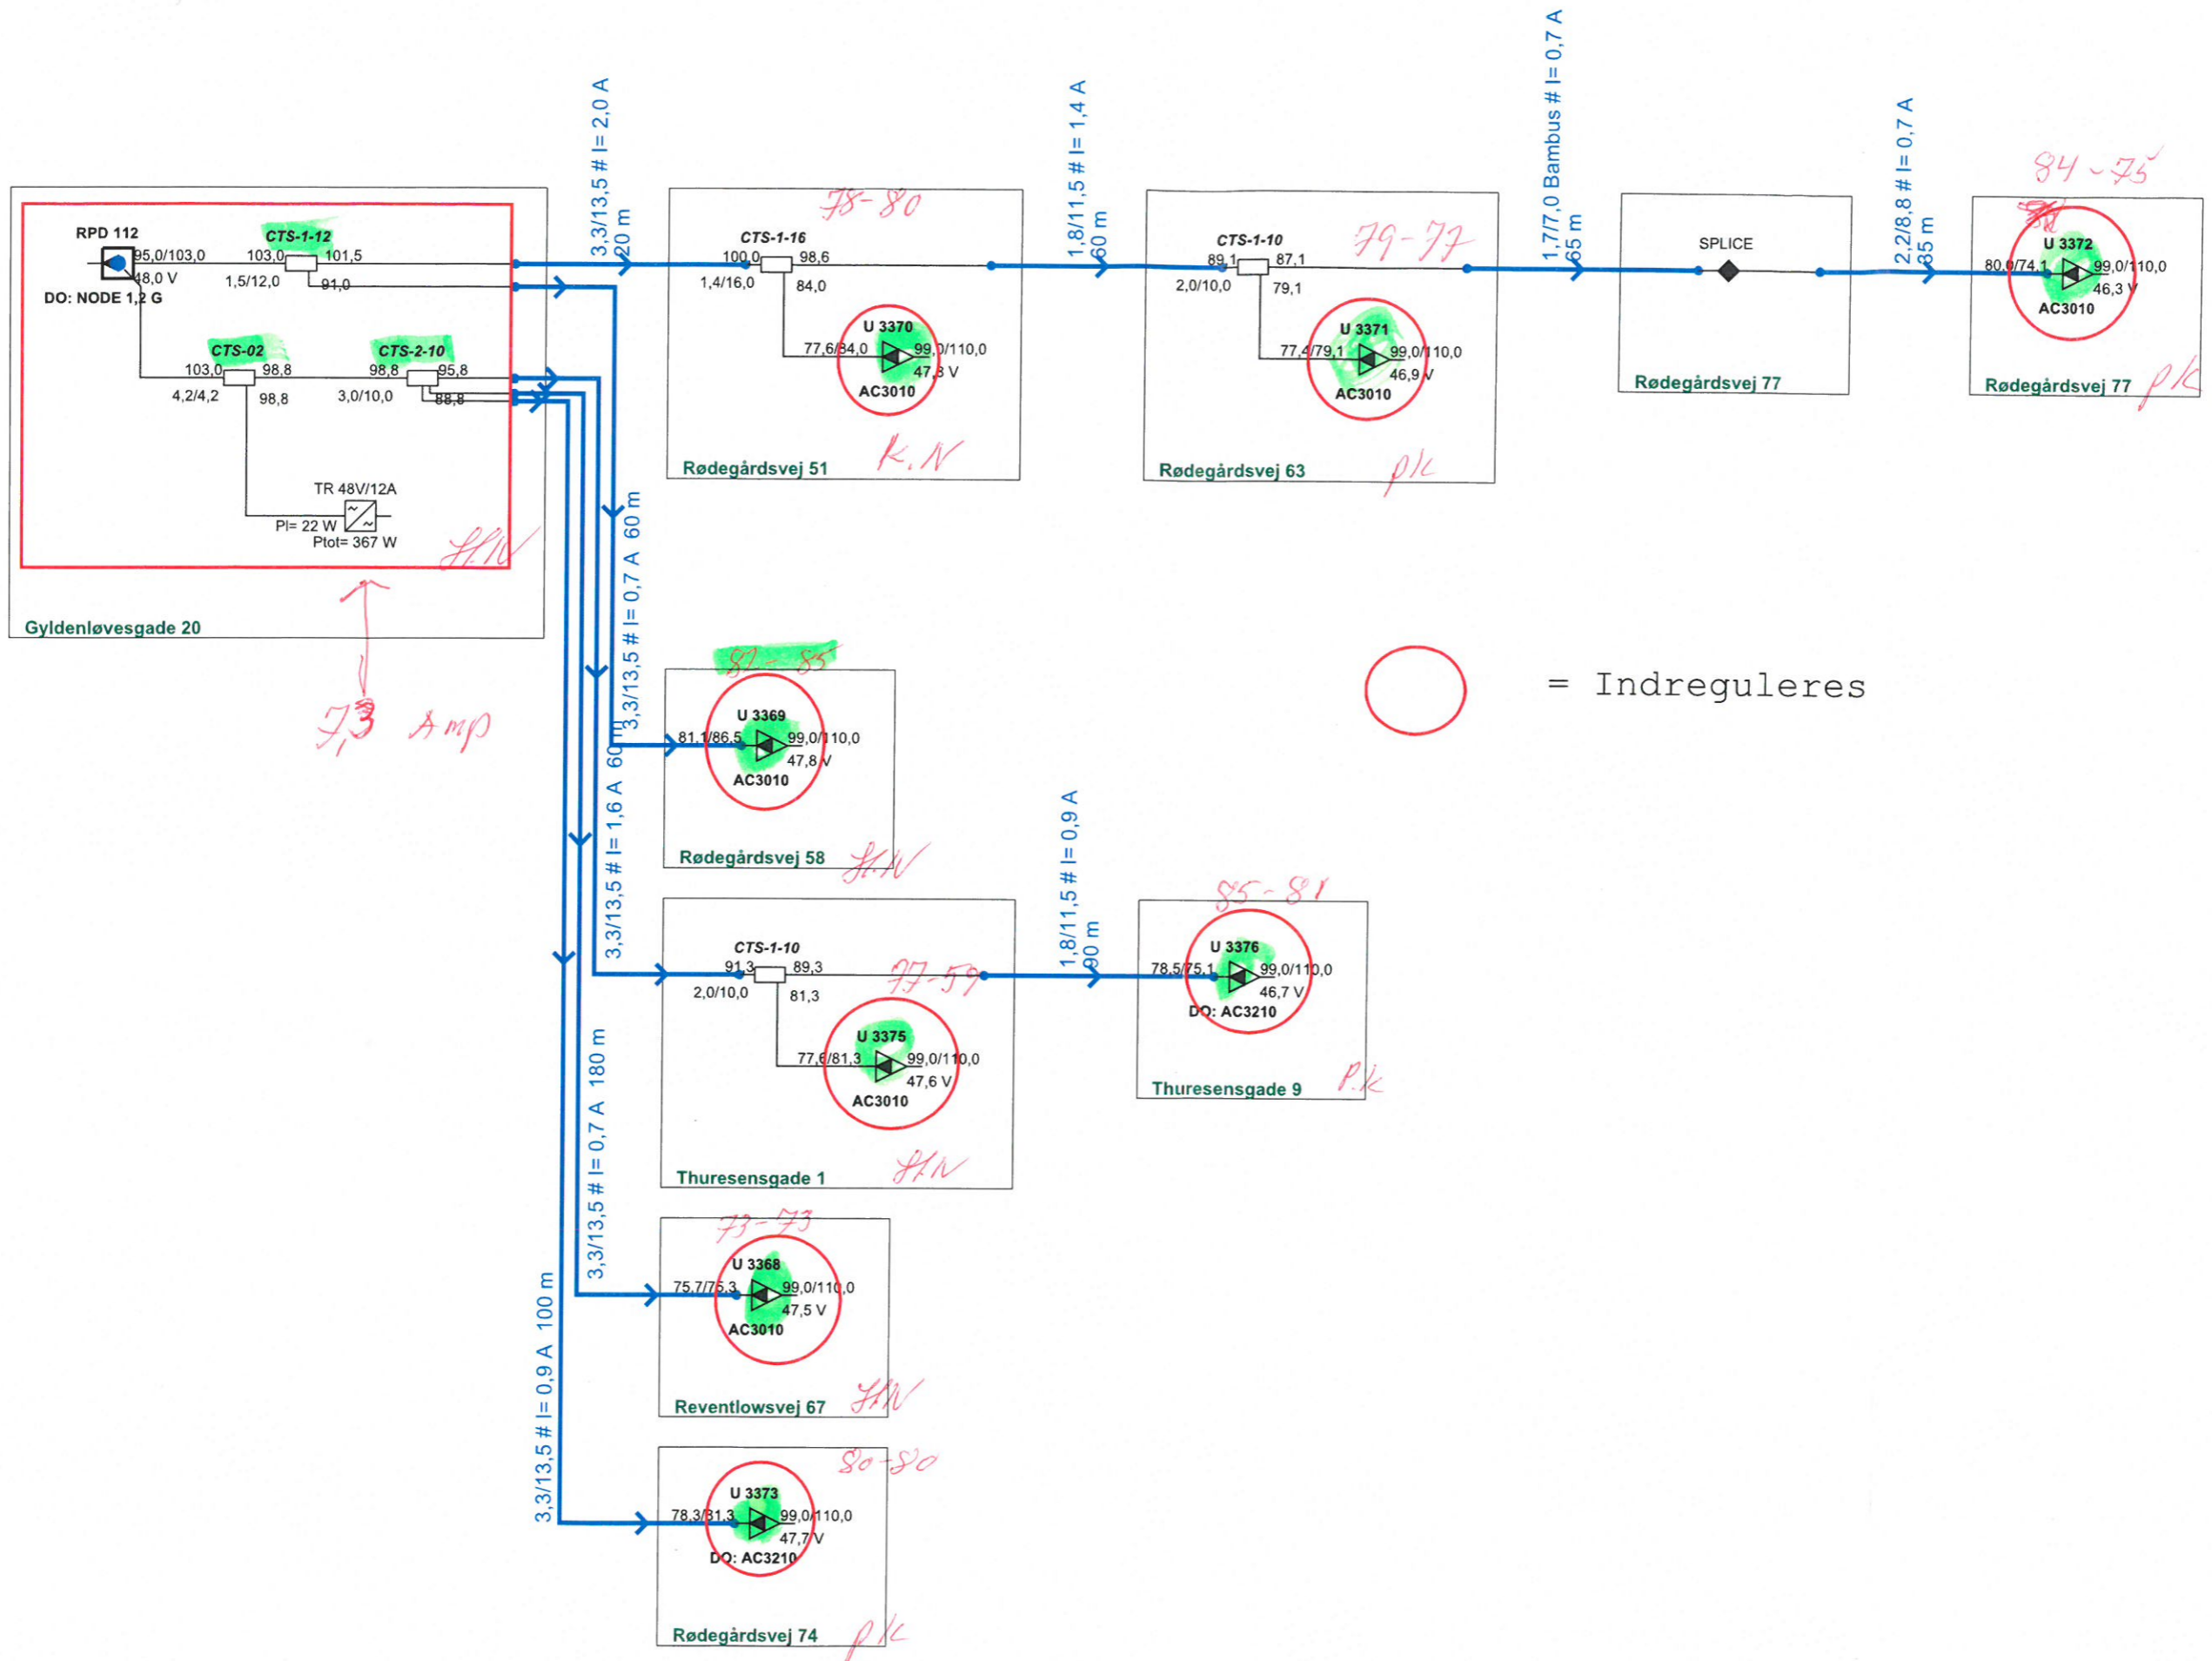 3,3/13,5 # I= 2,0 A
20 m
1,8/11,5 # I= 1,4 A
60 m
1,7/7,0 Bambus # I= 0,7 A
65 m
2,2/8,8 # I= 0,7 A
85 m
RPD 112
95,0/103,0
48,0 V
DO: NODE 1,2 G
CTS-1-12
103,0
101,5
1,5/12,0
91,0
CTS-02
103,0
98,8
4,2/4,2
98,8
CTS-2-10
98,8
95,8
3,0/10,0
88,8
TR 48V/12A
PI= 22 W
Ptot= 367 W
H.N
Gyldenløvesgade 20
7,3 Amp
78-80
CTS-1-16
100,0
98,6
1,4/16,0
84,0
U 3370
77,6/84,0
99,0/110,0
47,8 V
AC3010
Rødegårdsvej 51
K.N
79-77
CTS-1-10
89,1
87,1
2,0/10,0
79,1
U 3371
77,4/79,1
99,0/110,0
46,9 V
AC3010
Rødegårdsvej 63
pk
SPLICE
Rødegårdsvej 77
84-75
U 3372
80,0/74,1
99,0/110,0
46,3 V
AC3010
Rødegårdsvej 77
pk
3,3/13,5 # I= 0,7 A 60 m
3,3/13,5 # I= 1,6 A 60 m
3,3/13,5 # I= 0,7 A 180 m
3,3/13,5 # I= 0,9 A 100 m
= Indreguleres
U 3369
81,1/86,5
99,0/110,0
47,8 V
AC3010
Rødegårdsvej 58
H.N
CTS-1-10
91,3
89,3
2,0/10,0
81,3
77-59
U 3375
77,6/81,3
99,0/110,0
47,6 V
AC3010
Thuresensgade 1
H.N
1,8/11,5 # I= 0,9 A
90 m
85-81
U 3376
78,5/75,1
99,0/110,0
46,7 V
DO: AC3210
Thuresensgade 9
P.k
73-73
U 3368
75,7/75,3
99,0/110,0
47,5 V
AC3010
Reventlowsvej 67
H.N
80-80
U 3373
78,3/81,3
99,0/110,0
47,7 V
DO: AC3210
Rødegårdsvej 74
pk